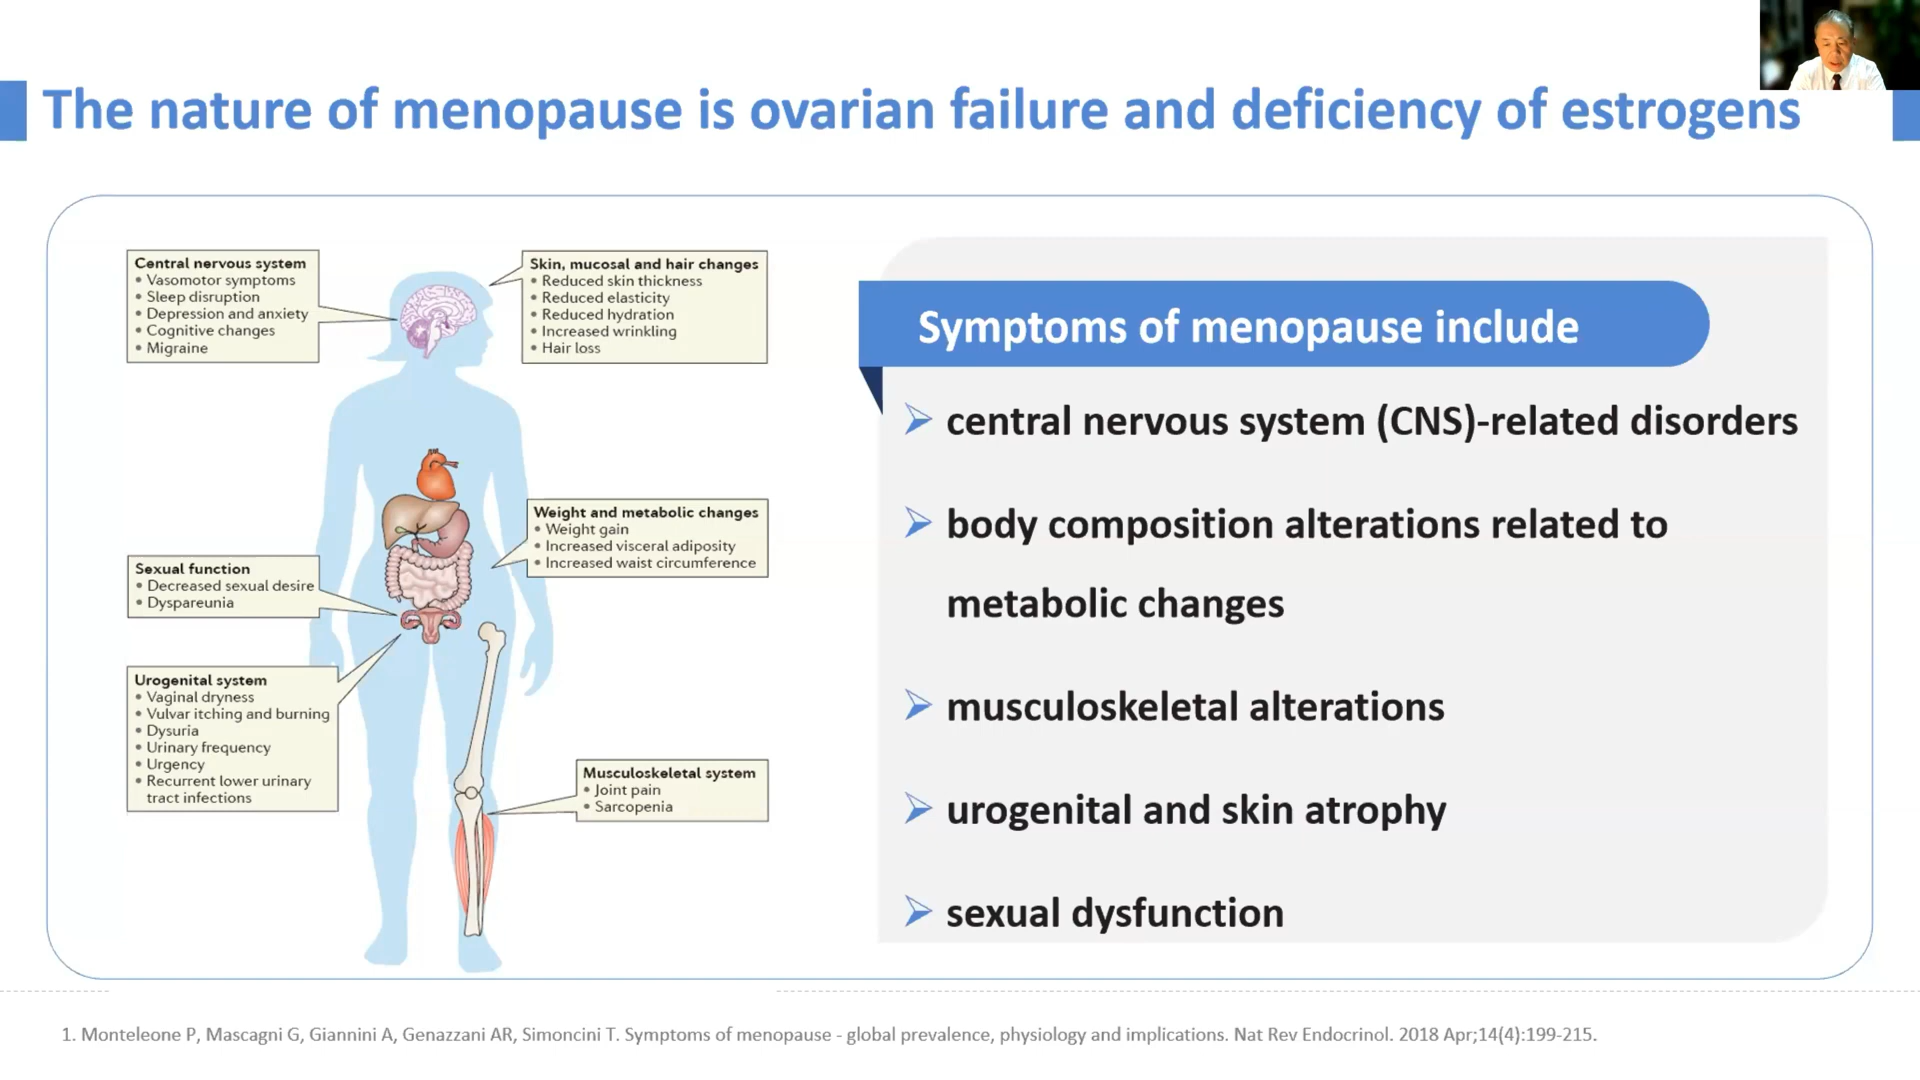 The nature of menopause is ovarian failure and deficiency of estrogens
Central nervous system
• Vasomotor symptoms
• Sleep disruption
• Depression and anxiety
• Cognitive changes
• Migraine
Skin, mucosal and hair changes
• Reduced skin thickness
• Reduced elasticity
• Reduced hydration
• Increased wrinkling
• Hair loss
Weight and metabolic changes
• Weight gain
• Increased visceral adiposity
• Increased waist circumference
Sexual function
• Decreased sexual desire
• Dyspareunia
Urogenital system
• Vaginal dryness
• Vulvar itching and burning
• Dysuria
• Urinary frequency
• Urgency
• Recurrent lower urinary
tract infections
Musculoskeletal system
• Joint pain
• Sarcopenia
Symptoms of menopause include
➢ central nervous system (CNS)-related disorders
➢ body composition alterations related to
metabolic changes
➢ musculoskeletal alterations
➢ urogenital and skin atrophy
➢ sexual dysfunction
1. Monteleone P, Mascagni G, Giannini A, Genazzani AR, Simoncini T. Symptoms of menopause - global prevalence, physiology and implications. Nat Rev Endocrinol. 2018 Apr;14(4):199-215.